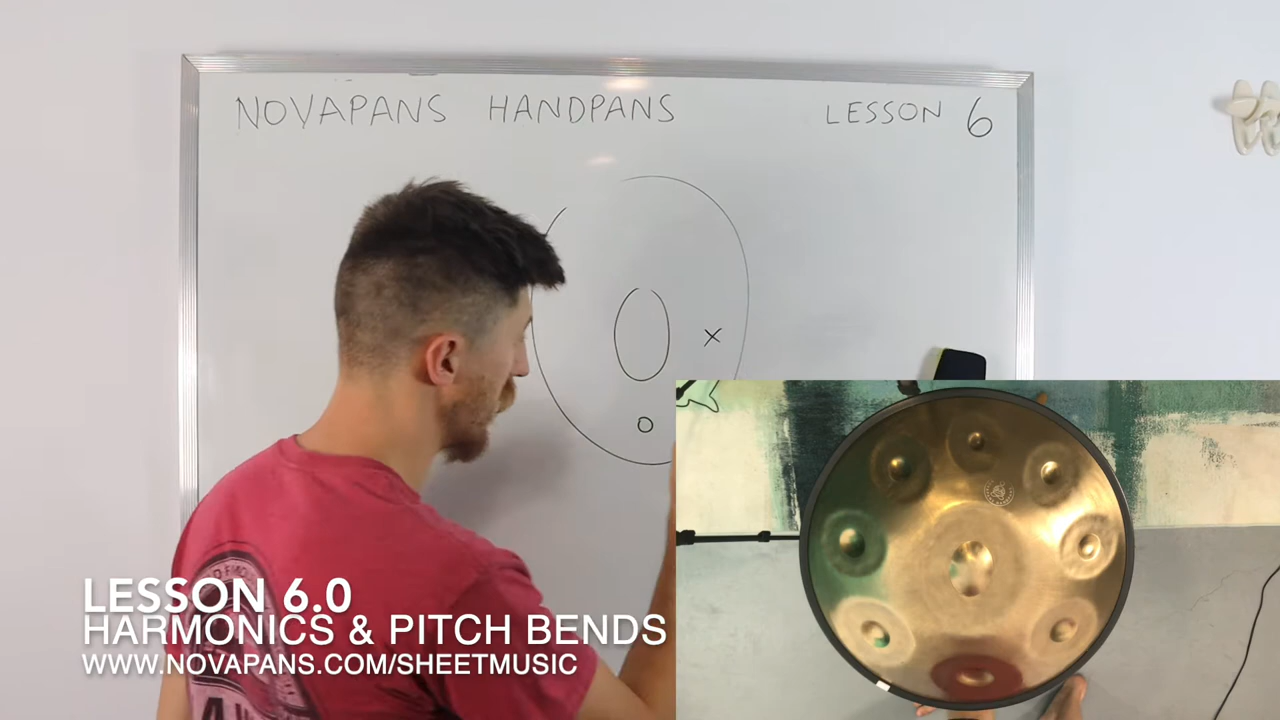 NOVAPANS HANDPANS LESSON 6
LESSON 6.0
HARMONICS & PITCH BENDS
WWW.NOVAPANS.COM/SHEETMUSIC